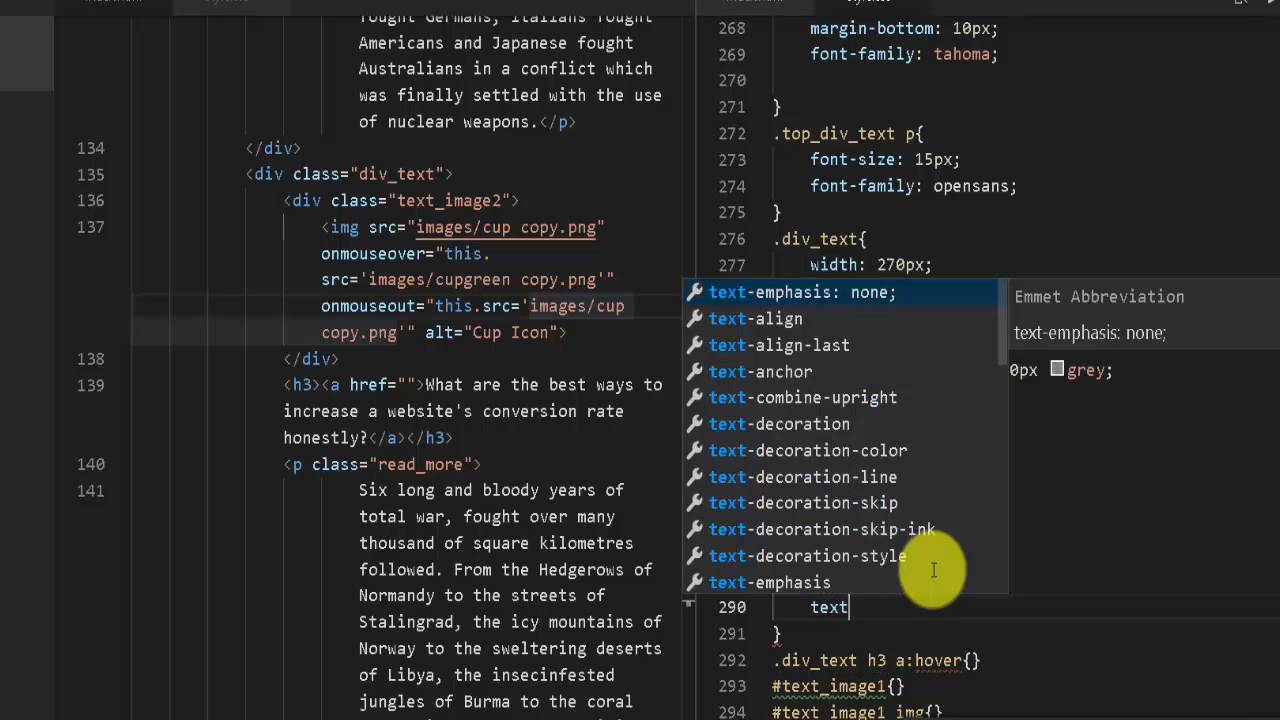 fought Germans, Italians fought
Americans and Japanese fought
Australians in a conflict which
was finally settled with the use
of nuclear weapons.</p>
134 </div>
135 <div class="div_text">
136 <div class="text_image2">
137 <img src="images/cup copy.png"
onmouseover="this.
src='images/cupgreen copy.png'"
onmouseout="this.src='images/cup
copy.png'" alt="Cup Icon">
138 </div>
139 <h3><a href="">What are the best ways to
increase a website's conversion rate
honestly?</a></h3>
140 <p class="read_more">
141 Six long and bloody years of
total war, fought over many
thousand of square kilometres
followed. From the Hedgerows of
Normandy to the streets of
Stalingrad, the icy mountains of
Norway to the sweltering deserts
of Libya, the insecinfested
jungles of Burma to the coral
268 margin-bottom: 10px;
269 font-family: tahoma;
270
271 }
272 .top_div_text p{
273 font-size: 15px;
274 font-family: opensans;
275 }
276 .div_text{
277 width: 270px;
text-emphasis: none;
text-align
text-align-last
text-anchor
text-combine-upright
text-decoration
text-decoration-color
text-decoration-line
text-decoration-skip
text-decoration-skip-ink
text-decoration-style
text-emphasis
Emmet Abbreviation
text-emphasis: none;
0px grey;
290 text
291 }
292 .div_text h3 a:hover{}
293 #text_image1{}
294 #text image1 img{}